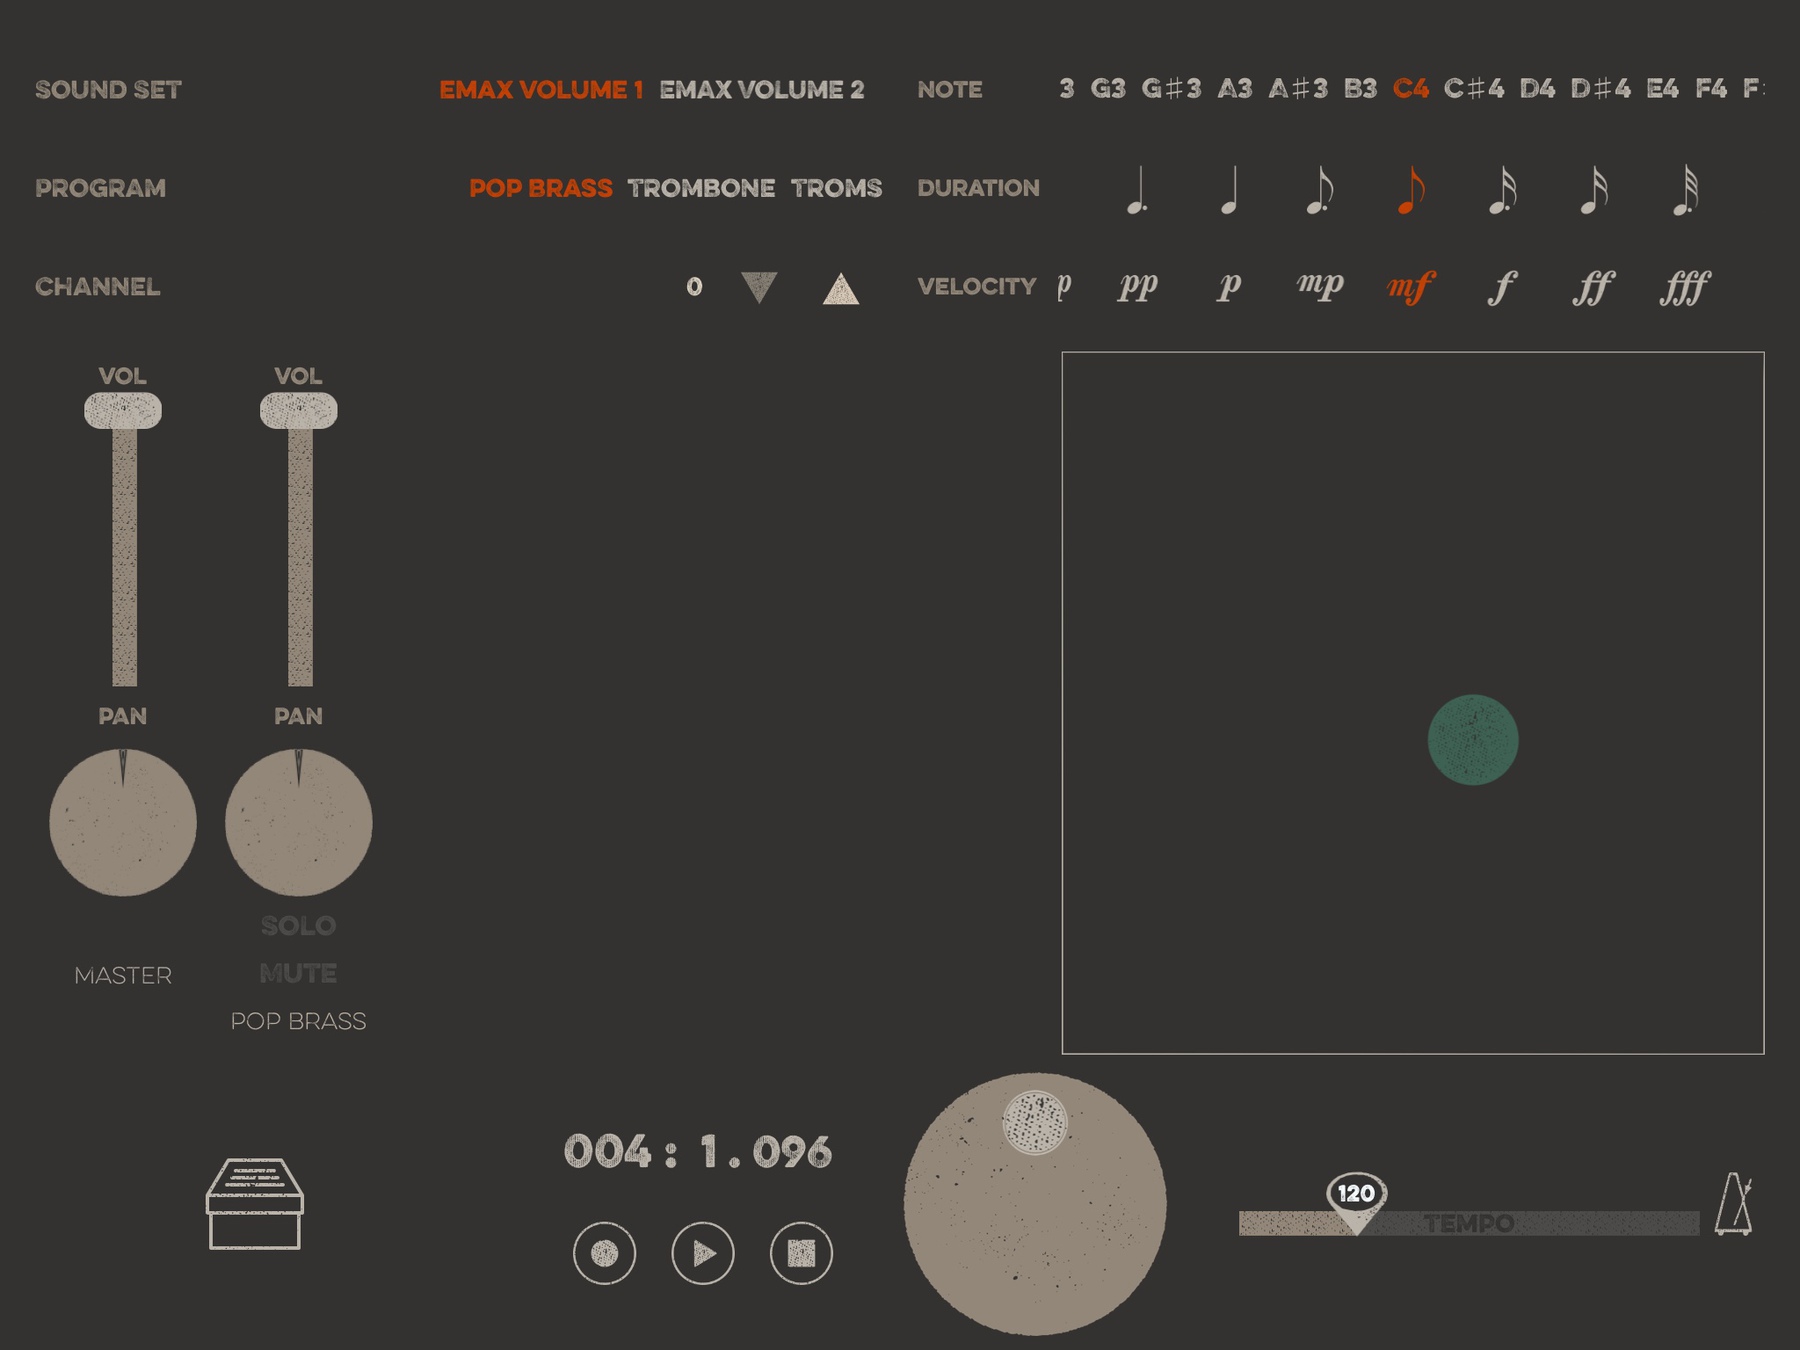 SOUND SET EMAX VOLUME 1 EMAX VOLUME 2
NOTE 3 G3 G♯3 A3 A♯3 B3 C4 C♯4 D4 D♯4 E4 F4 F
PROGRAM POP BRASS TROMBONE TROMS
DURATION
CHANNEL 0
VELOCITY p pp p mp mf f ff fff
VOL VOL
PAN PAN
SOLO
MASTER MUTE
POP BRASS
004: 1.096
120
TEMPO